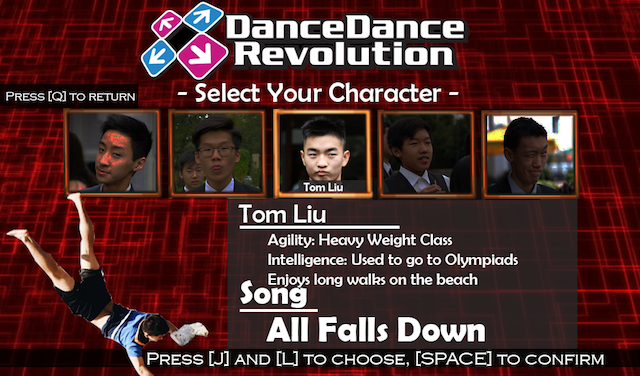 DanceDance
Revolution
Press [Q] to return
- Select Your Character -
Tom Liu
Tom Liu
Agility: Heavy Weight Class
Intelligence: Used to go to Olympiads
Enjoys long walks on the beach
Song
All Falls Down
Press [J] and [L] to choose, [SPACE] to confirm